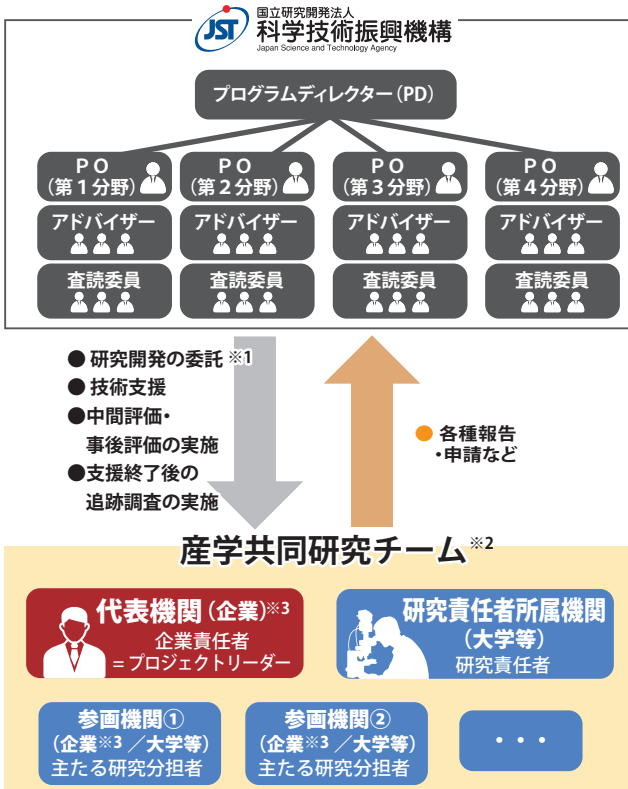 JST
国立研究開発法人
科学技術振興機構
Japan Science and Technology Agency
プログラムディレクター(PD)
PO
(第1分野)
アドバイザー
査読委員
PO
(第2分野)
アドバイザー
査読委員
PO
(第3分野)
アドバイザー
査読委員
PO
(第4分野)
アドバイザー
査読委員
●研究開発の委託※1
●技術支援
●中間評価・
事後評価の実施
●支援終了後の
追跡調査の実施
●各種報告
・申請など
産学共同研究チーム※2
代表機関(企業)※3
企業責任者
=プロジェクトリーダー
研究責任者所属機関
(大学等)
研究責任者
参画機関①
(企業※3/大学等)
主たる研究分担者
参画機関②
(企業※3/大学等)
主たる研究分担者
・・・